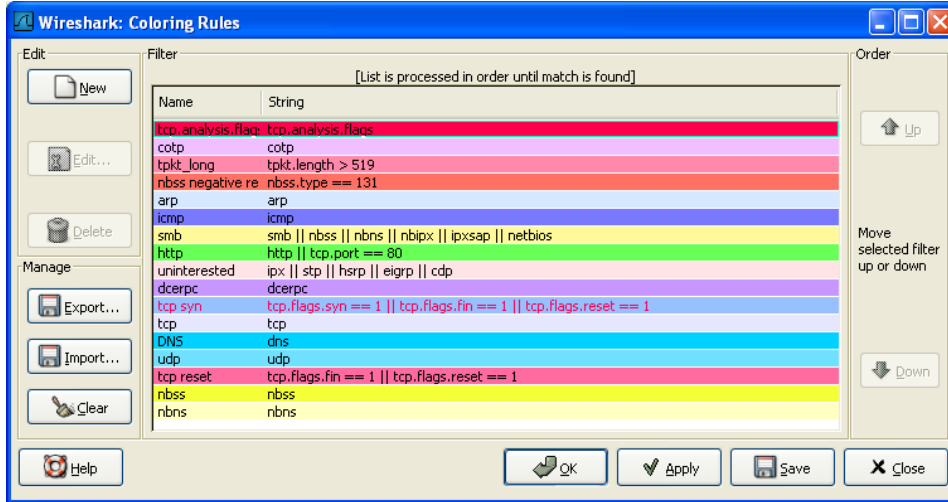 Wireshark: Coloring Rules
Edit
New
Edit...
Delete
Manage
Export...
Import...
Clear
Filter
[List is processed in order until match is found]
Name String
tcp.analysis.flag tcp.analysis.flags
cotp cotp
tpkt_long tpkt.length > 519
nbss negative re nbss.type == 131
arp arp
icmp icmp
smb smb || nbss || nbns || nbipx || ipxsap || netbios
http http || tcp.port == 80
uninterested ipx || stp || hsrp || eigrp || cdp
dcerpc dcerpc
tcp syn tcp.flags.syn == 1 || tcp.flags.fin == 1 || tcp.flags.reset == 1
tcp tcp
DNS dns
udp udp
tcp reset tcp.flags.fin == 1 || tcp.flags.reset == 1
nbss nbss
nbns nbns
Order
Up
Move
selected filter
up or down
Down
Help
OK
Apply
Save
Close